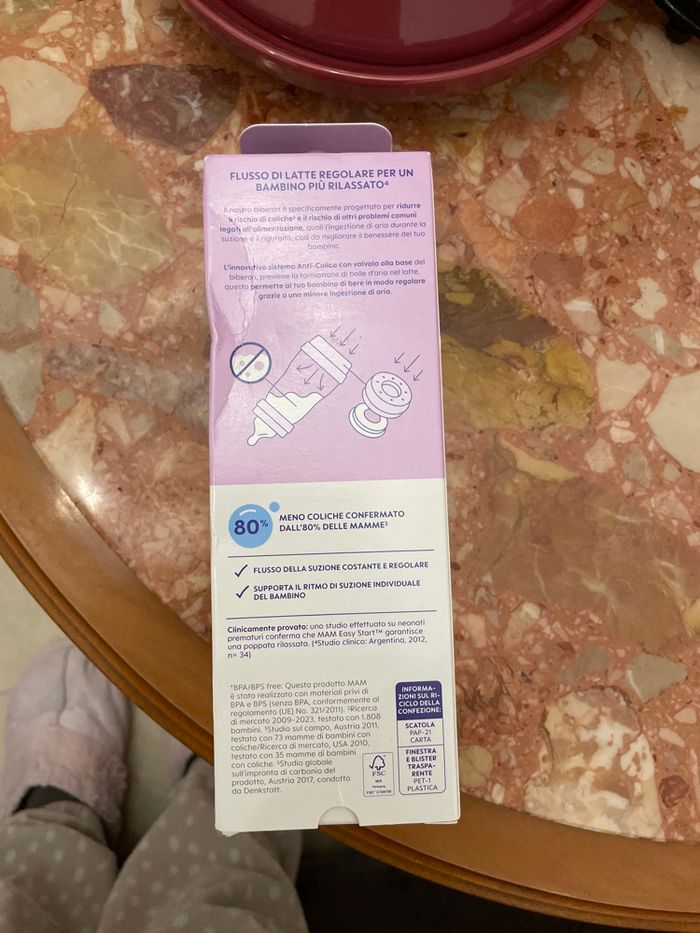 FLUSSO DI LATTE REGOLARE PER UN
BAMBINO PIÙ RILASSATO⁴
Il nostro biberon è specificamente progettato per ridurre
il rischio di coliche³ e il rischio di altri problemi comuni
legati all'alimentazione, quali l'ingestione di aria durante la
suzione e il rigurgito, così da migliorare il benessere del tuo
bambino.
L'innovativo sistema Anti-Colica con valvola alla base del
biberon, previene la formazione di bolle d'aria nel latte,
questo permette al tuo bambino di bere in modo regolare
grazie a una minore ingestione di aria.
80%
MENO COLICHE CONFERMATO
DALL'80% DELLE MAMME³
FLUSSO DELLA SUZIONE COSTANTE E REGOLARE
SUPPORTA IL RITMO DI SUZIONE INDIVIDUALE
DEL BAMBINO
Clinicamente provato: uno studio effettuato su neonati
prematuri conferma che MAM Easy Start™ garantisce
una poppata rilassata. (⁴Studio clinico: Argentina, 2012,
n= 34)
*BPA/BPS free: Questo prodotto MAM
è stato realizzato con materiali privi di
BPA e BPS (senza BPA, conformemente al
regolamento (UE) No. 321/2011). ²Ricerca
di mercato 2009-2023, testato con 1.808
bambini. ³Studio sul campo, Austria 2011,
testato con 73 mamme di bambini con
coliche/Ricerca di mercato, USA 2010,
testato con 35 mamme di bambini
con coliche. ⁵Studio globale
sull'impronta di carbonio del
prodotto, Austria 2017, condotto
da Denkstatt.
FSC
MIX
Packaging
INFORMA-
ZIONI SUL RI-
CICLO DELLA
CONFEZIONE:
SCATOLA
PAP-21
CARTA
FINESTRA
E BLISTER
TRASPA-
RENTE
PET-1
PLASTICA